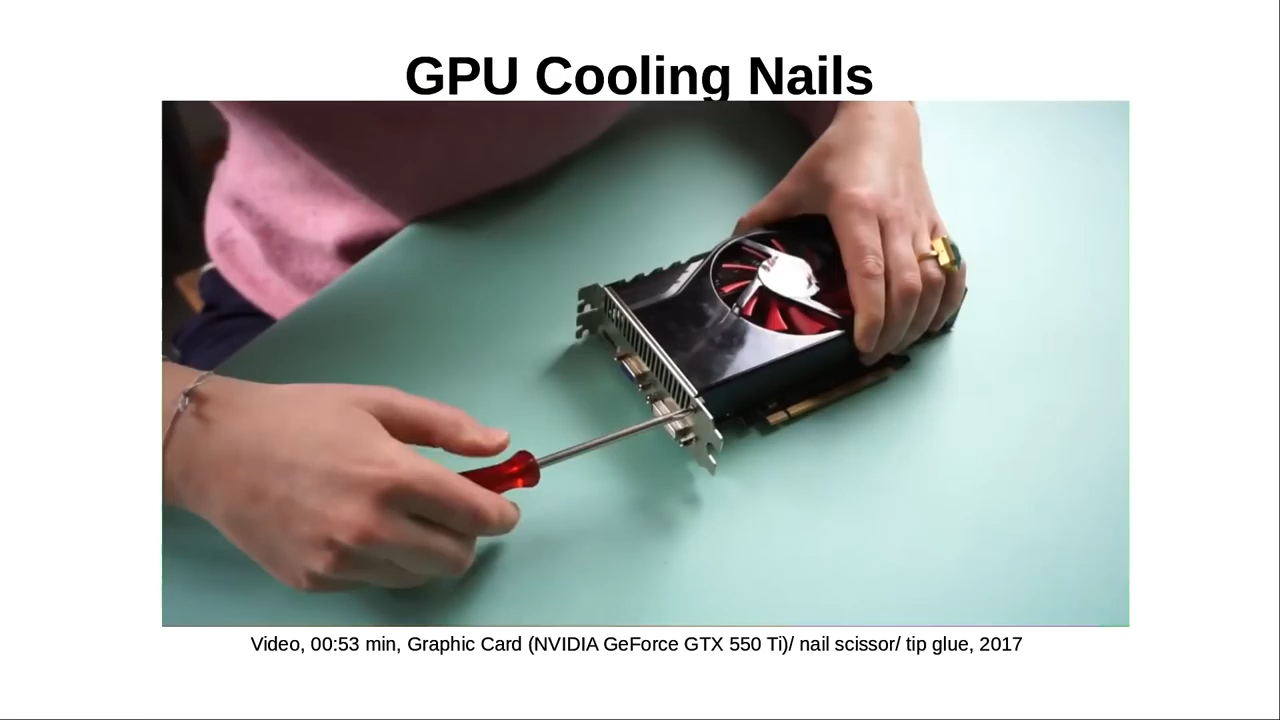 GPU Cooling Nails
Video, 00:53 min, Graphic Card (NVIDIA GeForce GTX 550 Ti)/ nail scissor/ tip glue, 2017